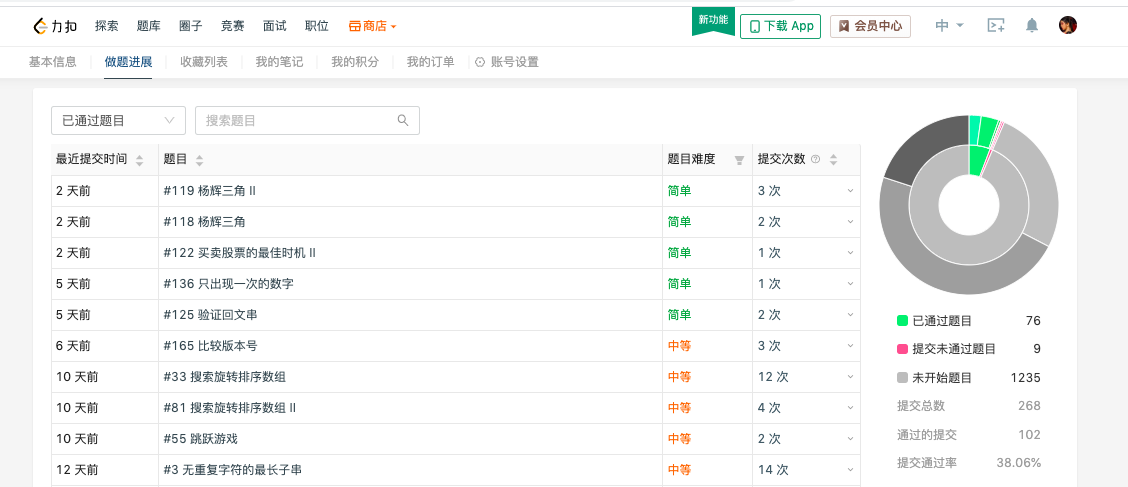 力扣 探索 题库 圈子 竞赛 面试 职位 商店 新功能 下载 App 会员中心 中
基本信息 做题进展 收藏列表 我的笔记 我的积分 我的订单 账号设置
已通过题目 搜索题目
最近提交时间 题目 题目难度 提交次数
2 天前 #119 杨辉三角 II 简单 3 次
2 天前 #118 杨辉三角 简单 2 次
2 天前 #122 买卖股票的最佳时机 II 简单 1 次
5 天前 #136 只出现一次的数字 简单 1 次
5 天前 #125 验证回文串 简单 2 次
6 天前 #165 比较版本号 中等 3 次
10 天前 #33 搜索旋转排序数组 中等 12 次
10 天前 #81 搜索旋转排序数组 II 中等 4 次
10 天前 #55 跳跃游戏 中等 2 次
12 天前 #3 无重复字符的最长子串 中等 14 次
已通过题目 76
提交未通过题目 9
未开始题目 1235
提交总数 268
通过的提交 102
提交通过率 38.06%